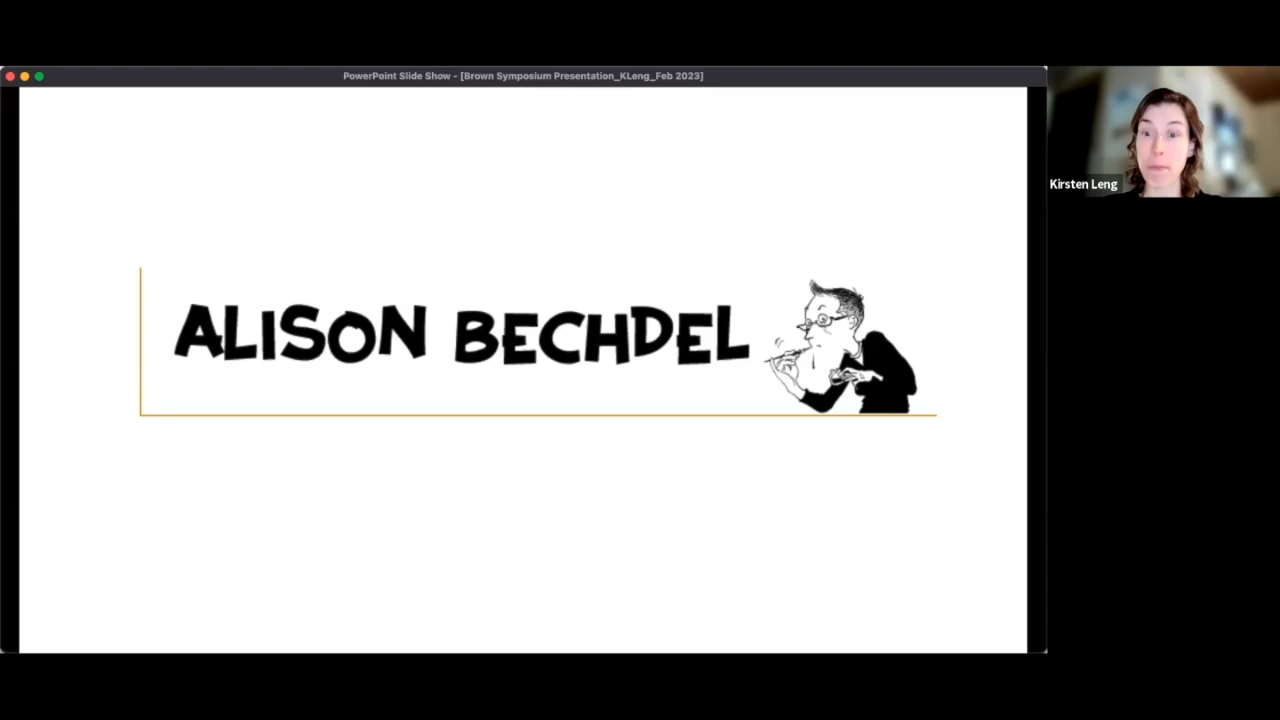 PowerPoint Slide Show - [Brown Symposium Presentation_KLeng_Feb 2023]
ALISON BECHDEL
Kirsten Leng